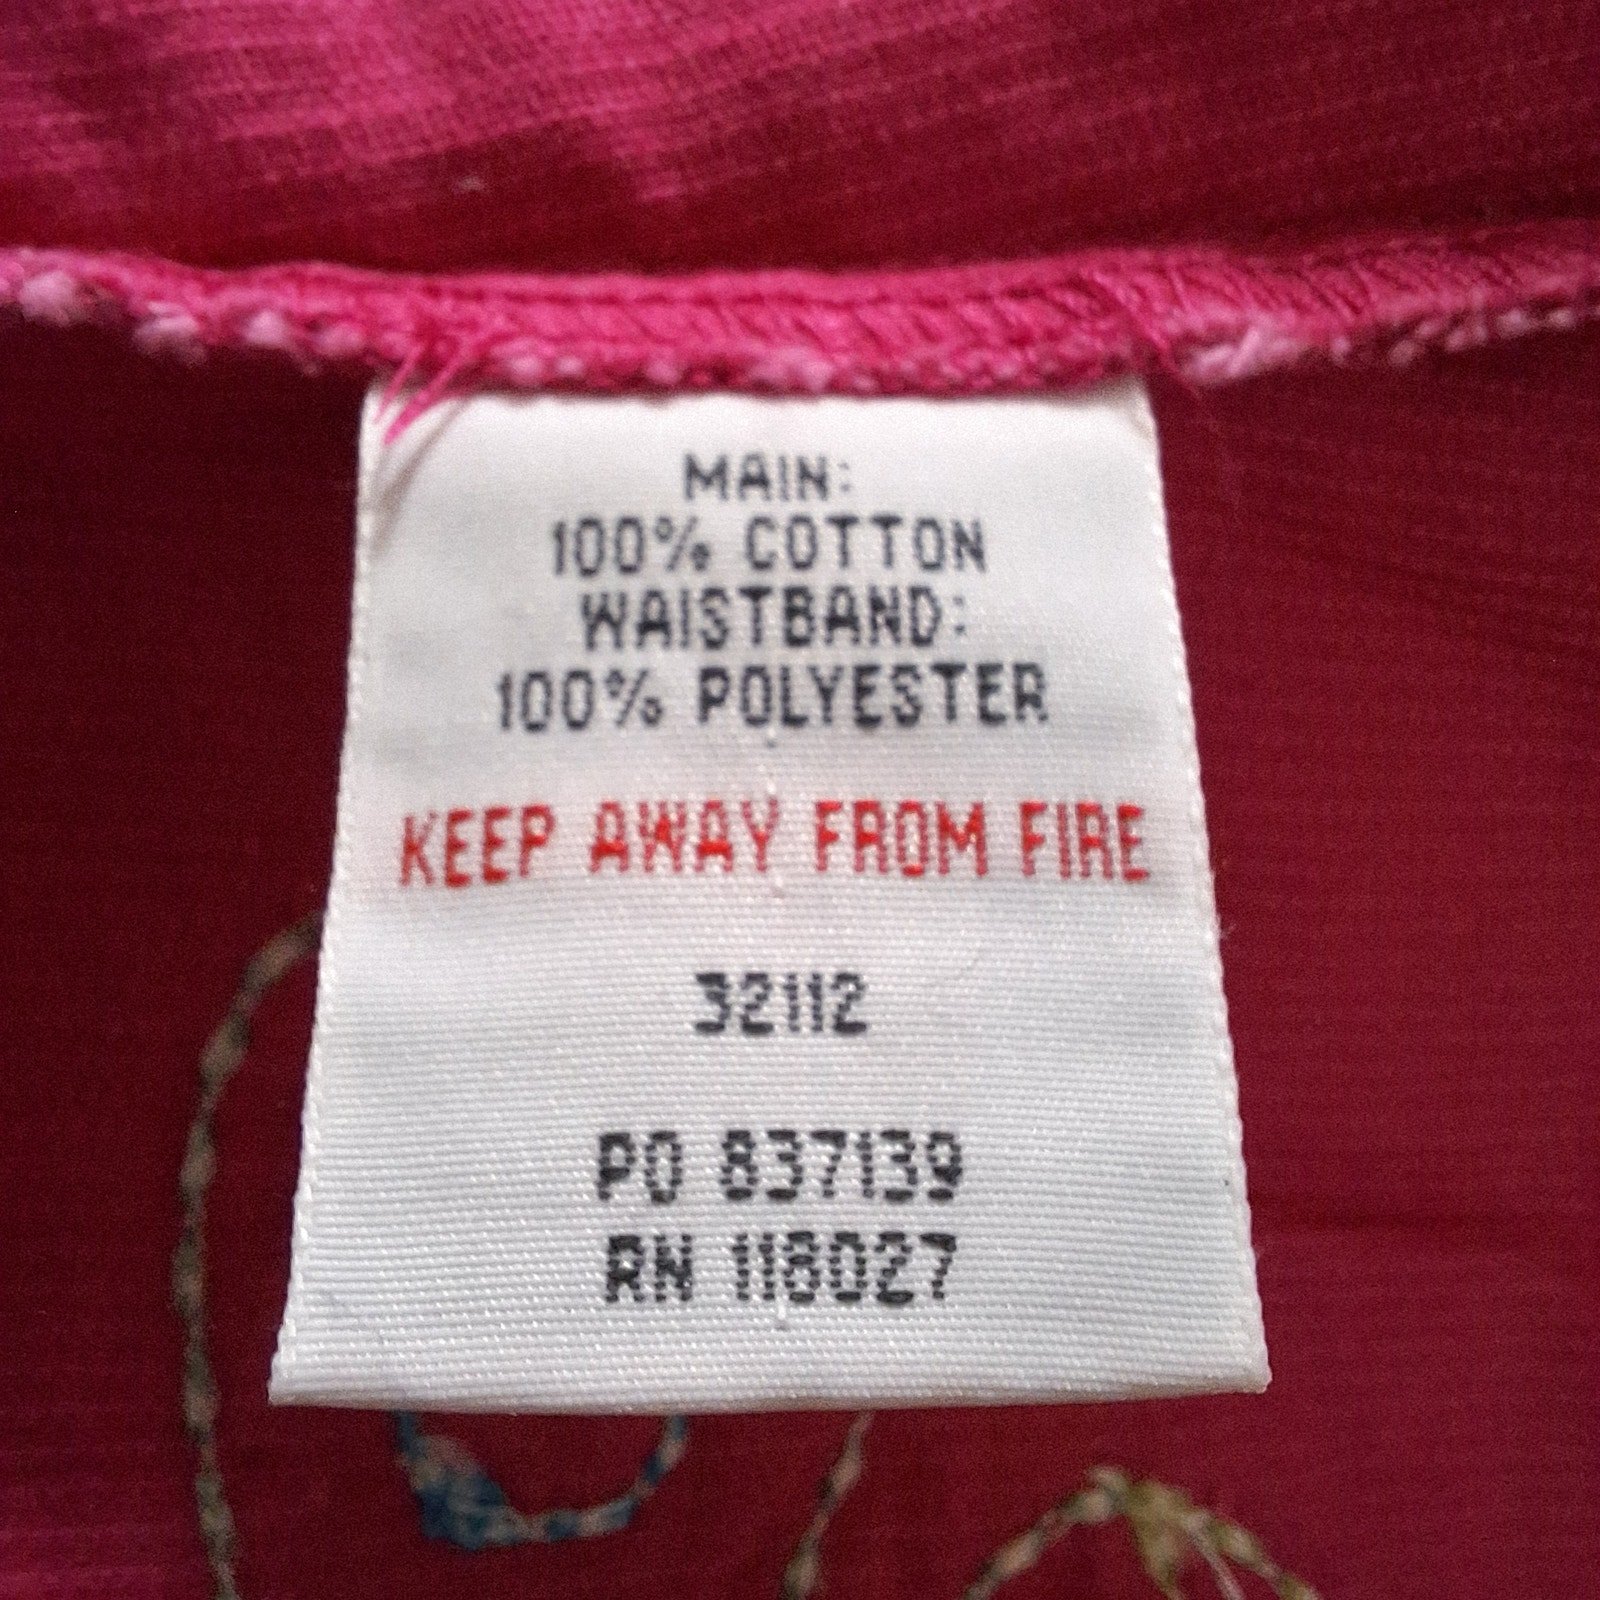 MAIN:
100% COTTON
WAISTBAND:
100% POLYESTER
KEEP AWAY FROM FIRE
32112
PO 837139
RN 118027